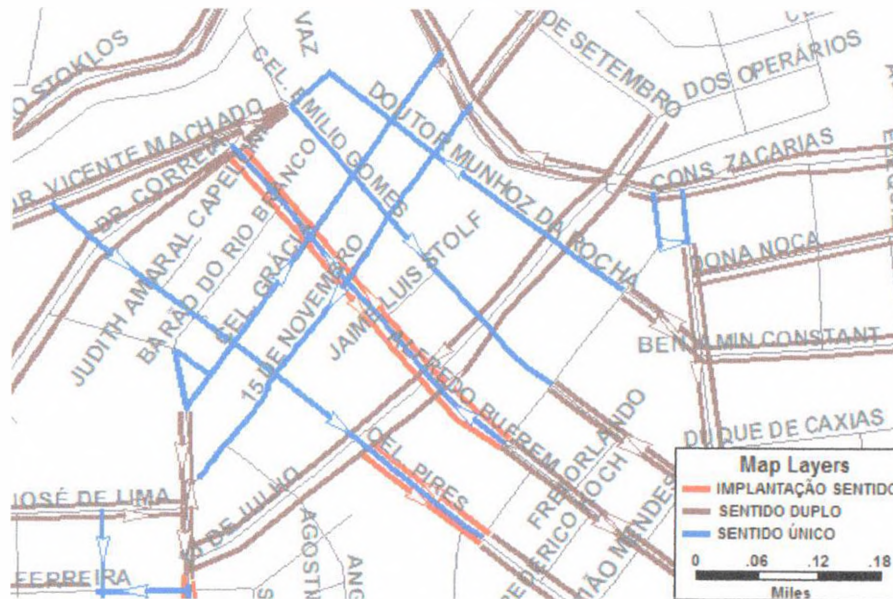 VAZ
DE SETEMBRO
DOS OPERÁRIOS
STOKLOS
CEL. EMILIO GOMES
DOUTOR MUNHOZ DA ROCHA
VICENTE MACHADO
DR. CORREIA
CONS. ZACARIAS
JUDITH AMARAL
BARÃO DO RIO BRANCO
CEL. GRÁCIA
15 DE NOVEMBRO
JAIME LUIS STOLF
DONA NOCA
BENJAMIN CONSTANT
ALFREDO BUFREM
DUQUE DE CAXIAS
CEL. PIRES
FREI ORLANDO
JOSÉ DE LIMA
DE JULHO
MENDES
FERREIRA
Map Layers
IMPLANTAÇÃO SENTIDO
SENTIDO DUPLO
SENTIDO ÚNICO
0 .06 .12 .18
Miles